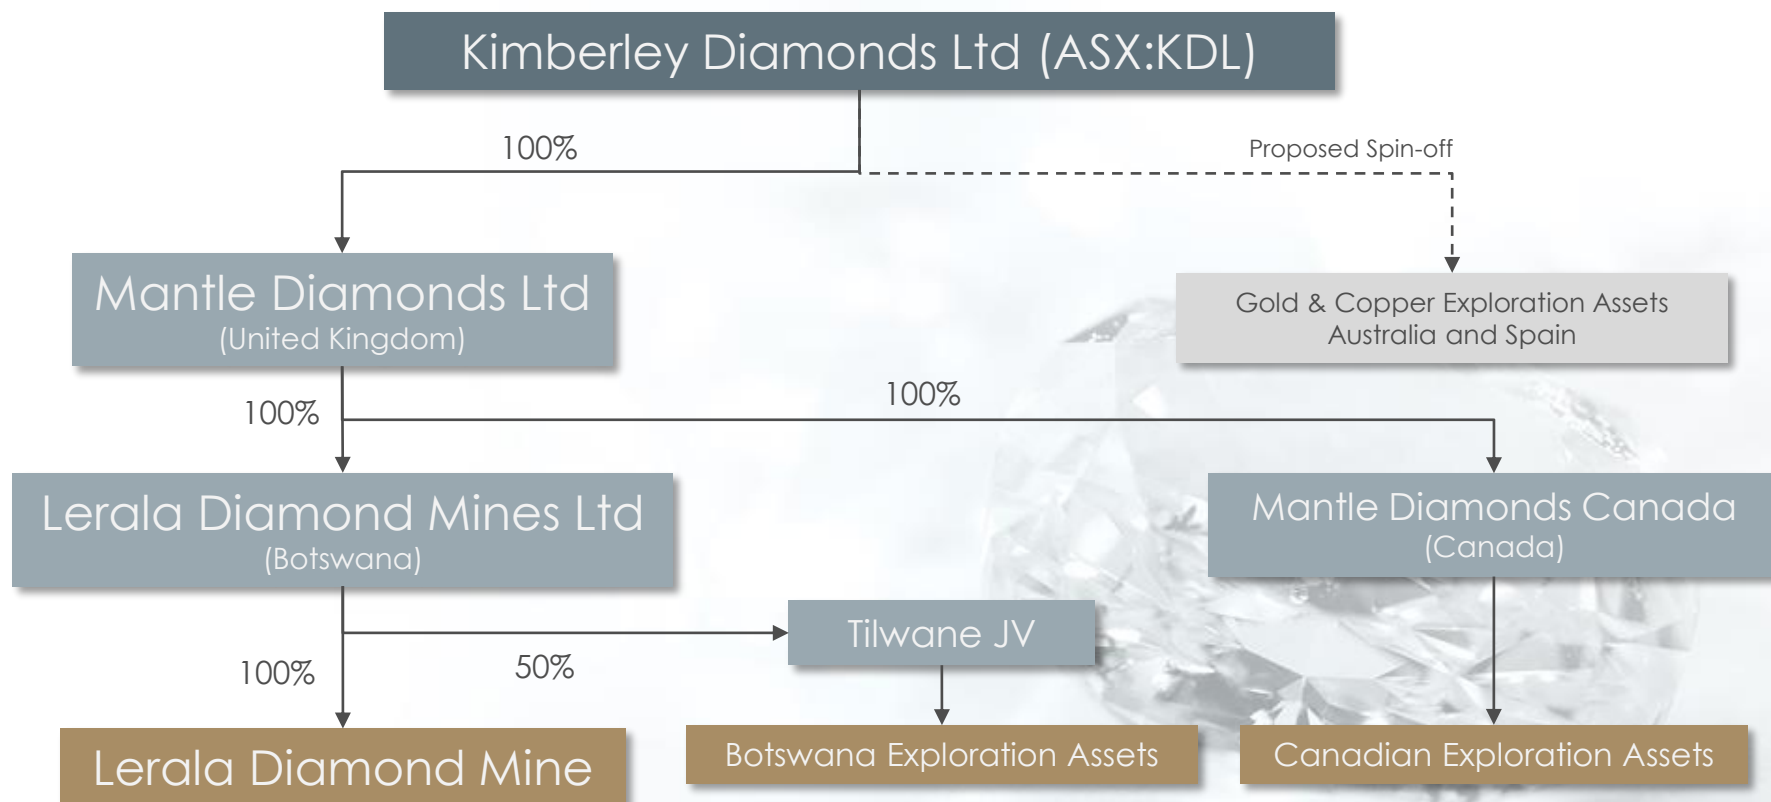 Kimberley Diamonds Ltd (ASX:KDL)
100%
Proposed Spin-off
Mantle Diamonds Ltd
(United Kingdom)
Gold & Copper Exploration Assets
Australia and Spain
100%
100%
Lerala Diamond Mines Ltd
(Botswana)
Mantle Diamonds Canada
(Canada)
Tilwane JV
100%
50%
Botswana Exploration Assets
Canadian Exploration Assets
Lerala Diamond Mine